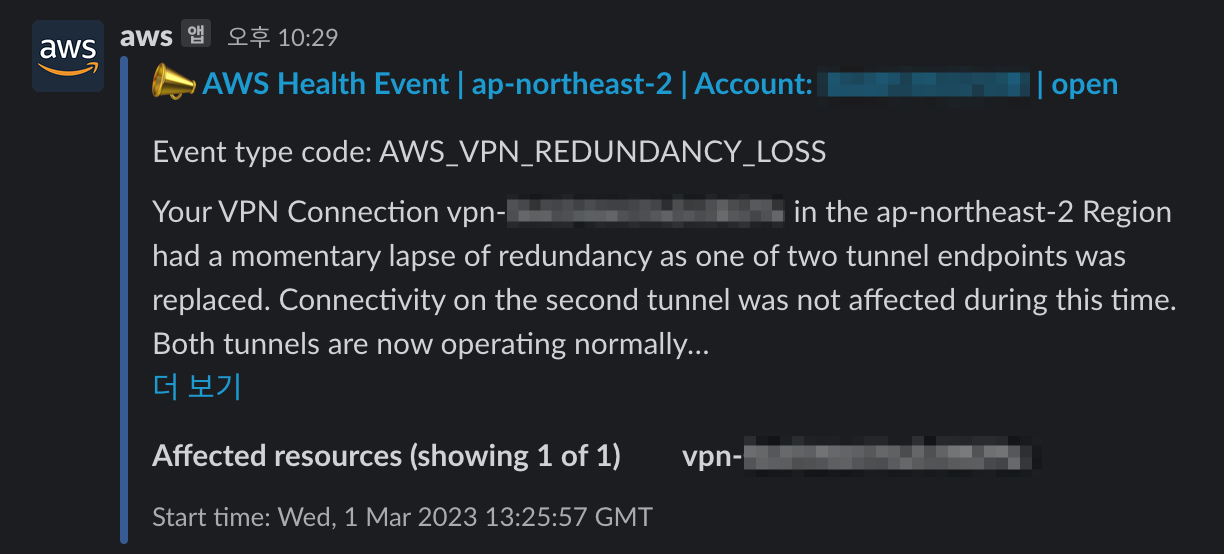 aws
aws 앱 오후 10:29
AWS Health Event | ap-northeast-2 | Account: | open
Event type code: AWS_VPN_REDUNDANCY_LOSS
Your VPN Connection vpn- in the ap-northeast-2 Region
had a momentary lapse of redundancy as one of two tunnel endpoints was
replaced. Connectivity on the second tunnel was not affected during this time.
Both tunnels are now operating normally...
더 보기
Affected resources (showing 1 of 1) vpn-
Start time: Wed, 1 Mar 2023 13:25:57 GMT